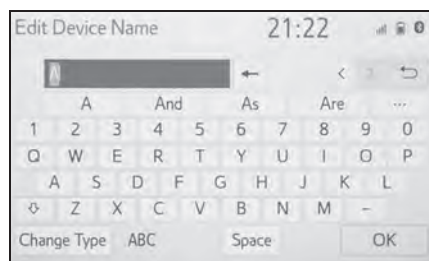 Edit Device Name 21:22
A And As Are ...
1 2 3 4 5 6 7 8 9 0
Q W E R T Y U I O P
A S D F G H J K L
Z X C V B N M -
Change Type ABC Space OK